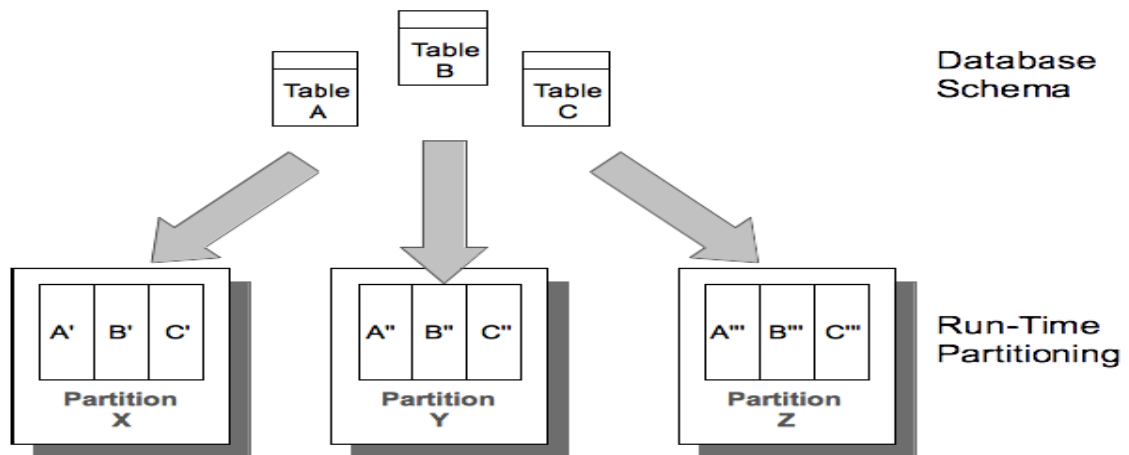 Table
B
Table
A
Table
C
Database
Schema
A' B' C'
Partition
X
A'' B'' C''
Partition
Y
A''' B''' C'''
Partition
Z
Run-Time
Partitioning